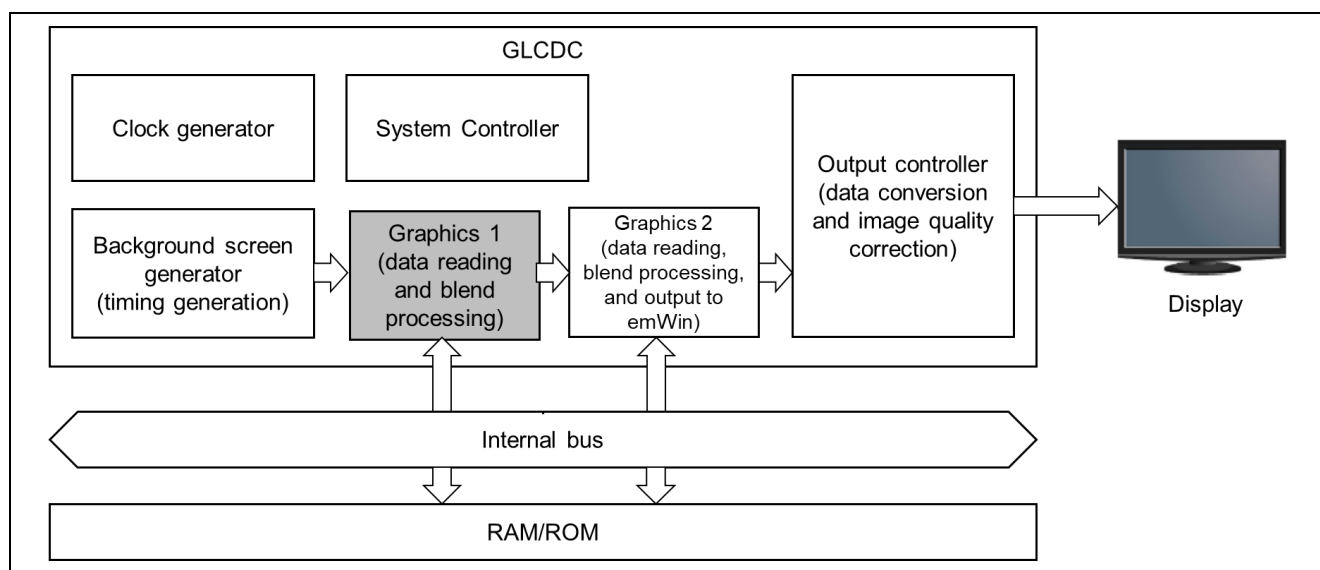 GLCDC
Clock generator
System Controller
Output controller
(data conversion
and image quality
correction)
Background screen
generator
(timing generation)
Graphics 1
(data reading
and blend
processing)
Graphics 2
(data reading,
blend processing,
and output to
emWin)
Display
Internal bus
RAM/ROM